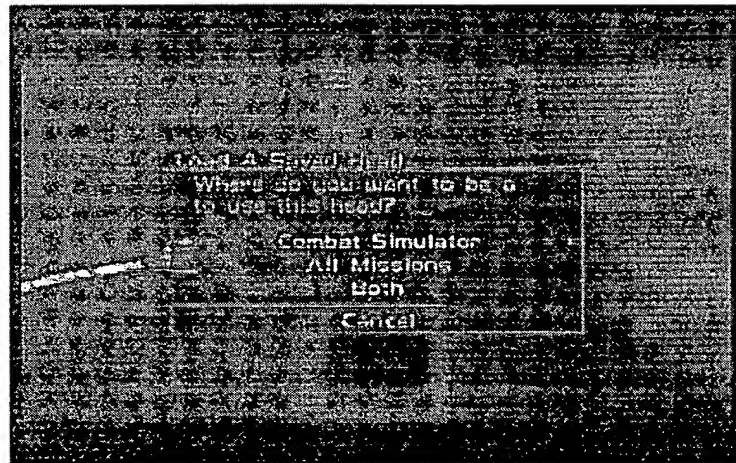 Load A Saved Head
Where do you want to be a
to use this head?
Combat Simulator
All Missions
Both
Cancel